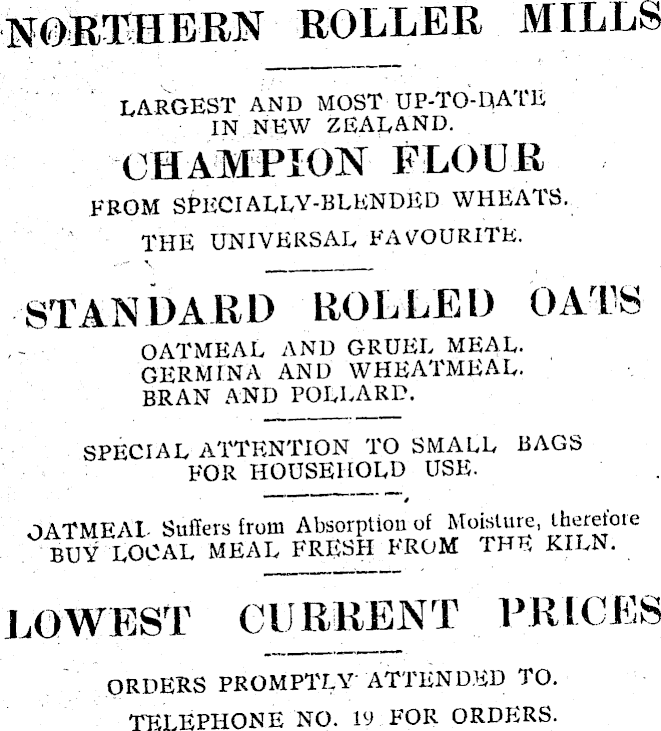 NORTHERN ROLLER MILLS
LARGEST AND MOST UP-TO-DATE
IN NEW ZEALAND.
CHAMPION FLOUR
FROM SPECIALLY-BLENDED WHEATS.
THE UNIVERSAL FAVOURITE.
STANDARD ROLLED OATS
OATMEAL AND GRUEL MEAL.
GERMINA AND WHEATMEAL.
BRAN AND POLLARD.
SPECIAL ATTENTION TO SMALL BAGS
FOR HOUSEHOLD USE.
OATMEAL Suffers from Absorption of Moisture, therefore
BUY LOCAL MEAL FRESH FROM THE KILN.
LOWEST CURRENT PRICES
ORDERS PROMPTLY ATTENDED TO.
TELEPHONE NO. 19 FOR ORDERS.